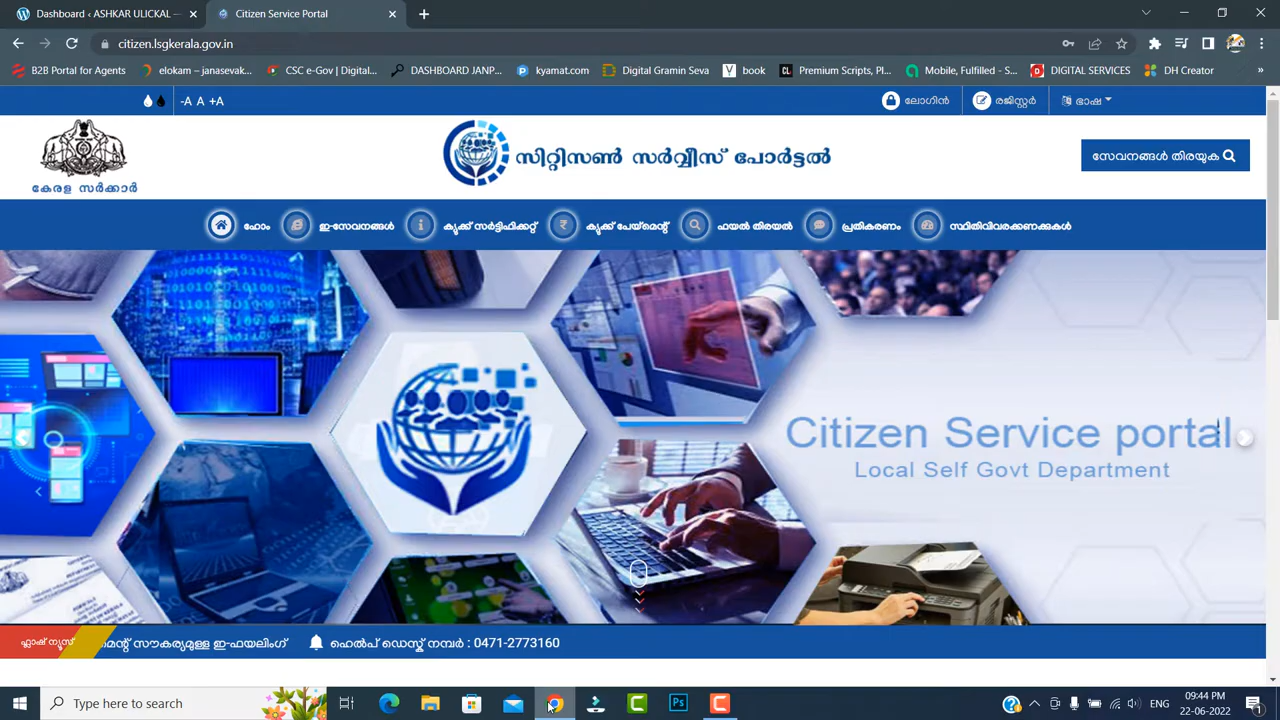 Dashboard ‹ ASHKAR ULICKAL —
Citizen Service Portal
citizen.lsgkerala.gov.in
B2B Portal for Agents
elokam – janasevak...
CSC e-Gov | Digital...
DASHBOARD JANP...
kyamat.com
Digital Gramin Seva
book
Premium Scripts, Pl...
Mobile, Fulfilled - S...
DIGITAL SERVICES
DH Creator
»
-A A +A
ലോഗിൻ
രജിസ്റ്റർ
ഭാഷ
കേരള സർക്കാർ
സിറ്റിസൺ സർവ്വീസ് പോർട്ടൽ
സേവനങ്ങൾ തിരയുക
ഹോം
ഇ-സേവനങ്ങൾ
ക്യുക്ക് സർട്ടിഫിക്കറ്റ്
ക്യുക്ക് പേയ്മെന്റ്
ഫയൽ തിരയൽ
പ്രതികരണം
സ്ഥിതിവിവരക്കണക്കുകൾ
Citizen Service portal
Local Self Govt Department
ഫ്ലാഷ് ന്യൂസ്
മെന്റ് സൗകര്യമുള്ള ഇ-ഫയലിംഗ്
ഹെൽപ് ഡെസ്ക് നമ്പർ : 0471-2773160
Type here to search
ENG
09:44 PM
22-06-2022